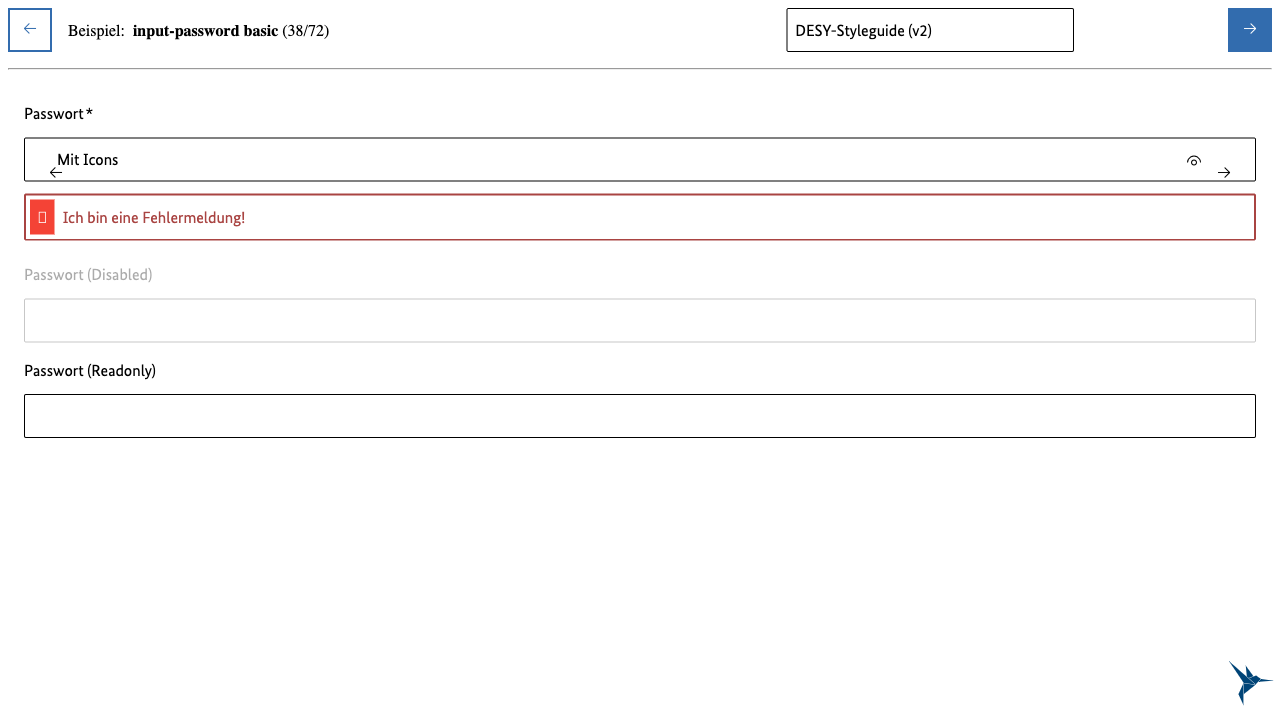 Beispiel: input-password basic (38/72)
DESY-Styleguide (v2)
Passwort*
Mit Icons
Ich bin eine Fehlermeldung!
Passwort (Disabled)
Passwort (Readonly)